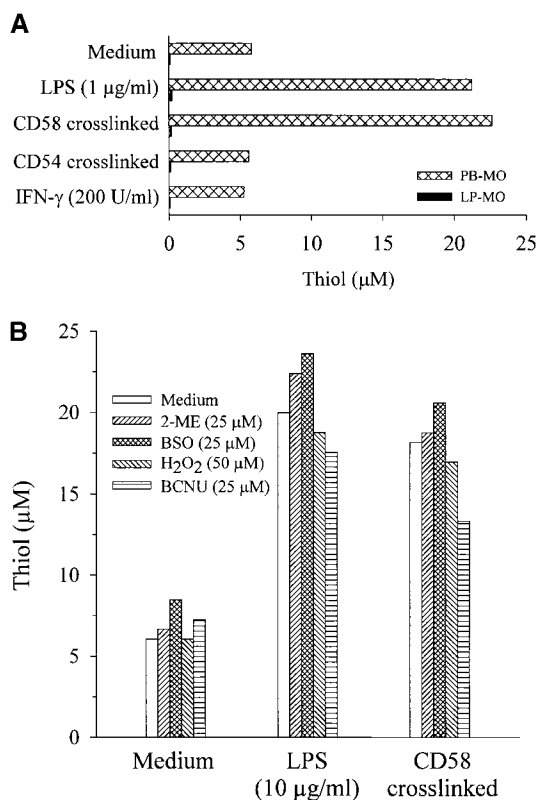 A
Medium
LPS (1 µg/ml)
CD58 crosslinked
CD54 crosslinked
IFN-γ (200 U/ml)
PB-MO
LP-MO
0 5 10 15 20 25
Thiol (µM)
B
25
20
15
10
5
0
Thiol (µM)
Medium
2-ME (25 µM)
BSO (25 µM)
H2O2 (50 µM)
BCNU (25 µM)
Medium LPS CD58
(10 µg/ml) crosslinked